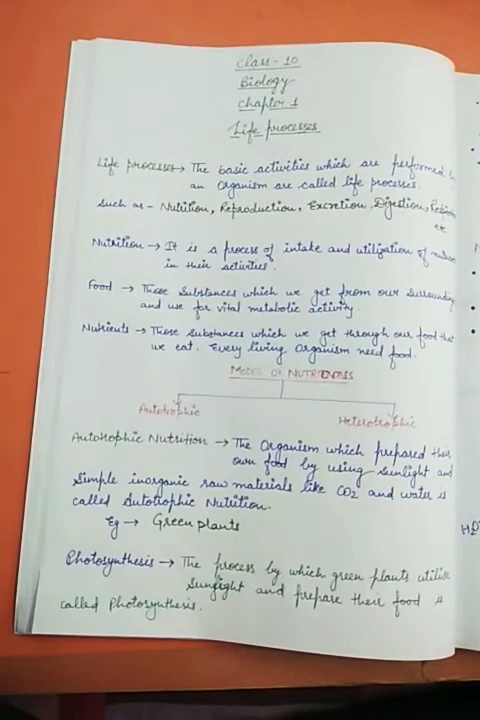 Class - 10
Biology
Chapter 1
Life processes
Life processes → The basic activities which are performed by
an Organism are called life processes.
Such as - Nutrition, Reproduction, Excretion, Digestion,
etc
Nutrition → It is a process of intake and utilization of
in their activities.
Food → Those Substances which we get from our surrounding
and use for vital metabolic activity.
Nutrients → Those Substances which we get through our food that
we eat. Every living Organism need food.
MODES OF
Autotrophic Heterotrophic
Autotrophic Nutrition → The Organism which prepared their
own food by using Sunlight and
Simple inorganic raw materials like CO2 and water is
called Autotrophic Nutrition.
Eg → Green plants
Photosynthesis → The process by which green plants utilise
Sunlight and prepare their food is
called Photosynthesis.